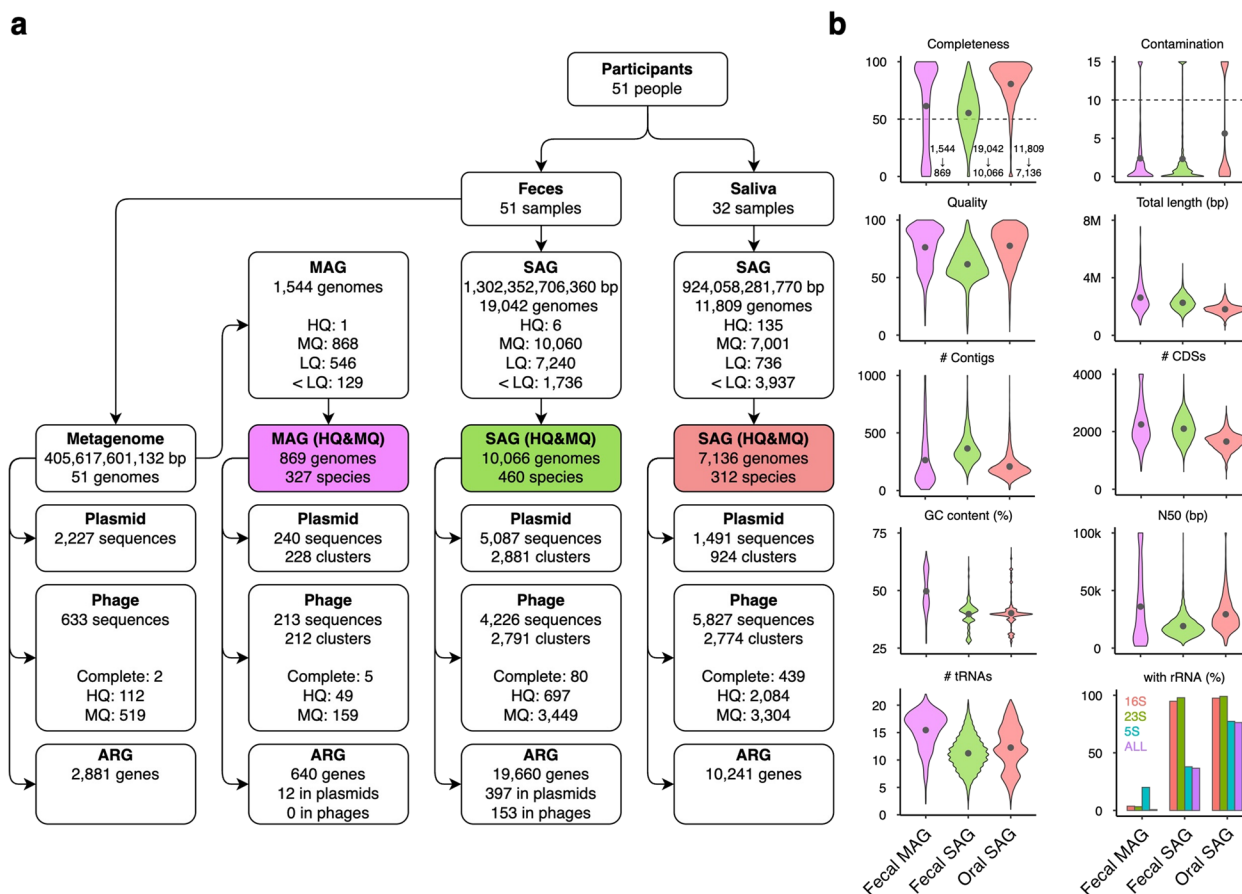 a
Participants
51 people
Feces
51 samples
Saliva
32 samples
MAG
1,544 genomes
HQ: 1
MQ: 868
LQ: 546
< LQ: 129
SAG
1,302,352,706,360 bp
19,042 genomes
HQ: 6
MQ: 10,060
LQ: 7,240
< LQ: 1,736
SAG
924,058,281,770 bp
11,809 genomes
HQ: 135
MQ: 7,001
LQ: 736
< LQ: 3,937
Metagenome
405,617,601,132 bp
51 genomes
MAG (HQ&MQ)
869 genomes
327 species
SAG (HQ&MQ)
10,066 genomes
460 species
SAG (HQ&MQ)
7,136 genomes
312 species
Plasmid
2,227 sequences
Plasmid
240 sequences
228 clusters
Plasmid
5,087 sequences
2,881 clusters
Plasmid
1,491 sequences
924 clusters
Phage
633 sequences
Complete: 2
HQ: 112
MQ: 519
Phage
213 sequences
212 clusters
Complete: 5
HQ: 49
MQ: 159
Phage
4,226 sequences
2,791 clusters
Complete: 80
HQ: 697
MQ: 3,449
Phage
5,827 sequences
2,774 clusters
Complete: 439
HQ: 2,084
MQ: 3,304
ARG
2,881 genes
ARG
640 genes
12 in plasmids
0 in phages
ARG
19,660 genes
397 in plasmids
153 in phages
ARG
10,241 genes
b
Completeness
100
50
0
1,544
↓
869
19,042
↓
10,066
11,809
↓
7,136
Contamination
15
10
5
0
Quality
100
50
0
Total length (bp)
8M
4M
0
# Contigs
1000
500
0
# CDSs
4000
2000
0
GC content (%)
75
50
25
N50 (bp)
100k
50k
0
# tRNAs
20
15
10
5
0
with rRNA (%)
100
50
0
16S
23S
5S
ALL
Fecal MAG
Fecal SAG
Oral SAG
Fecal MAG
Fecal SAG
Oral SAG